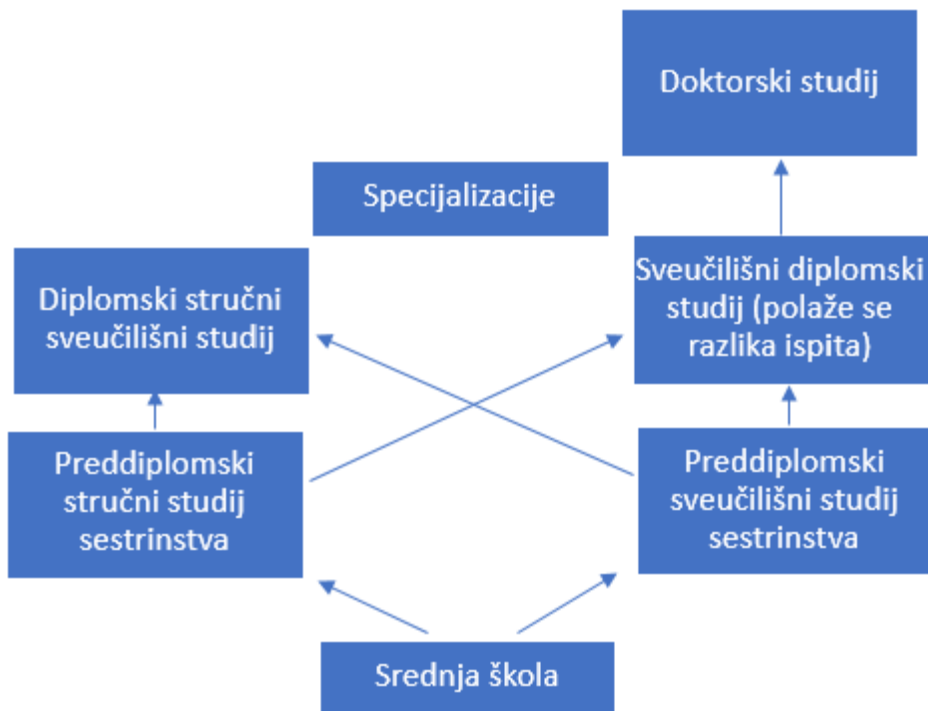 Doktorski studij
Specijalizacije
Diplomski stručni
sveučilišni studij
Sveučilišni diplomski
studij (polaže se
razlika ispita)
Preddiplomski
stručni studij
sestrinstva
Preddiplomski
sveučilišni studij
sestrinstva
Srednja škola